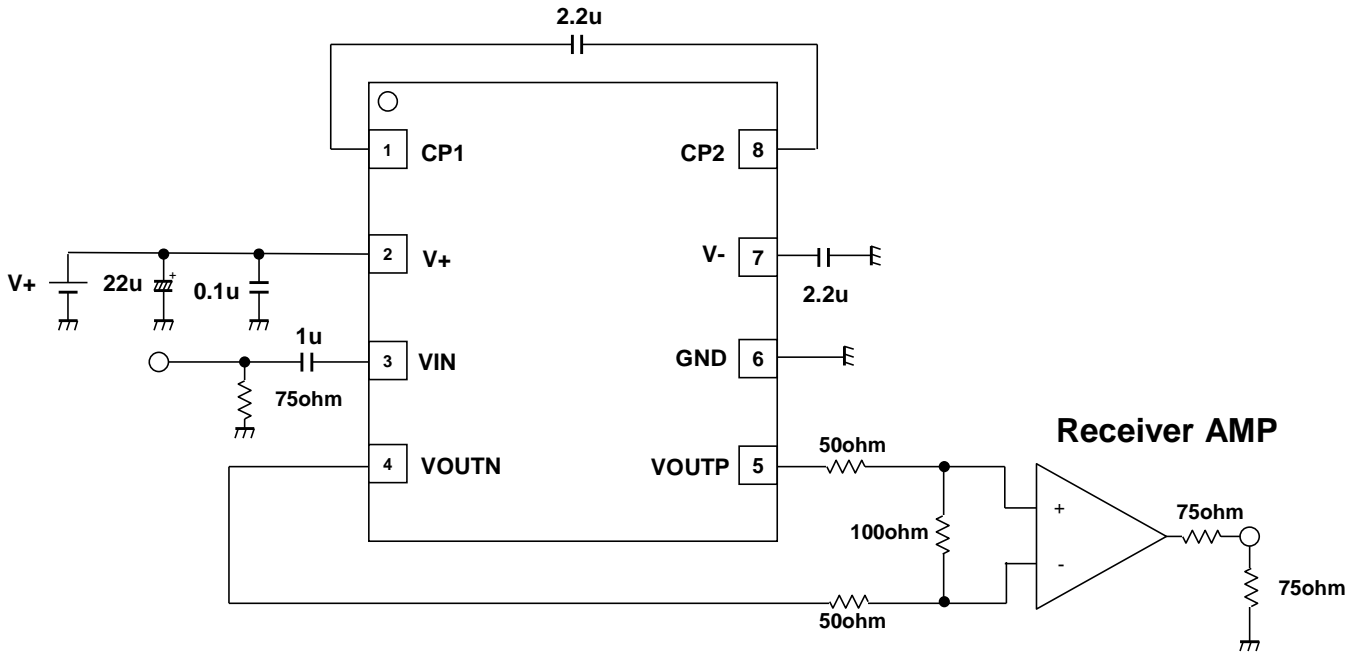 2.2u
1 CP1
CP2 8
2 V+
V- 7
V+
22u
+
0.1u
2.2u
1u
3 VIN
GND 6
75ohm
Receiver AMP
4 VOUTN
VOUTP 5
50ohm
+
75ohm
100ohm
-
75ohm
50ohm